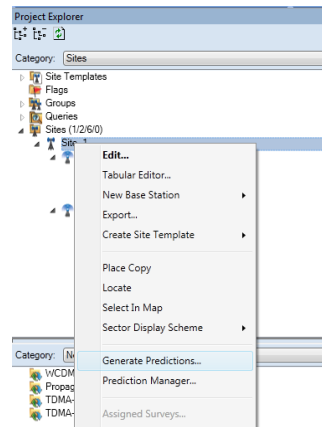 Project Explorer
Category: Sites
Site Templates
Flags
Groups
Queries
Sites (1/2/6/0)
Site_1
Edit...
Tabular Editor...
New Base Station
Export...
Create Site Template
Place Copy
Locate
Select In Map
Sector Display Scheme
Category:
Generate Predictions...
WCDM
Prediction Manager...
Propag
TDMA-
TDMA-
Assigned Surveys...